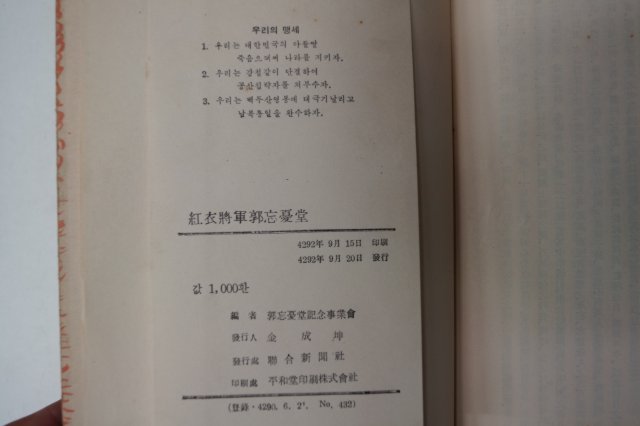 우리의 맹세
1. 우리는 대한민국의 아들딸
죽음으로써 나라를 지키자.
2. 우리는 강철같이 단결하여
공산침략자를 쳐부수자.
3. 우리는 백두산영봉에 태극기날리고
남북통일을 완수하자.
紅衣將軍郭忘憂堂
4292年 9月 15日 印刷
4292年 9月 20日 發行
값 1,000환
編者 郭忘憂堂記念事業會
發行人 金成坤
發行處 聯合新聞社
印刷處 平和堂印刷株式會社
(登錄·4290. 6. 2 . No, 432)